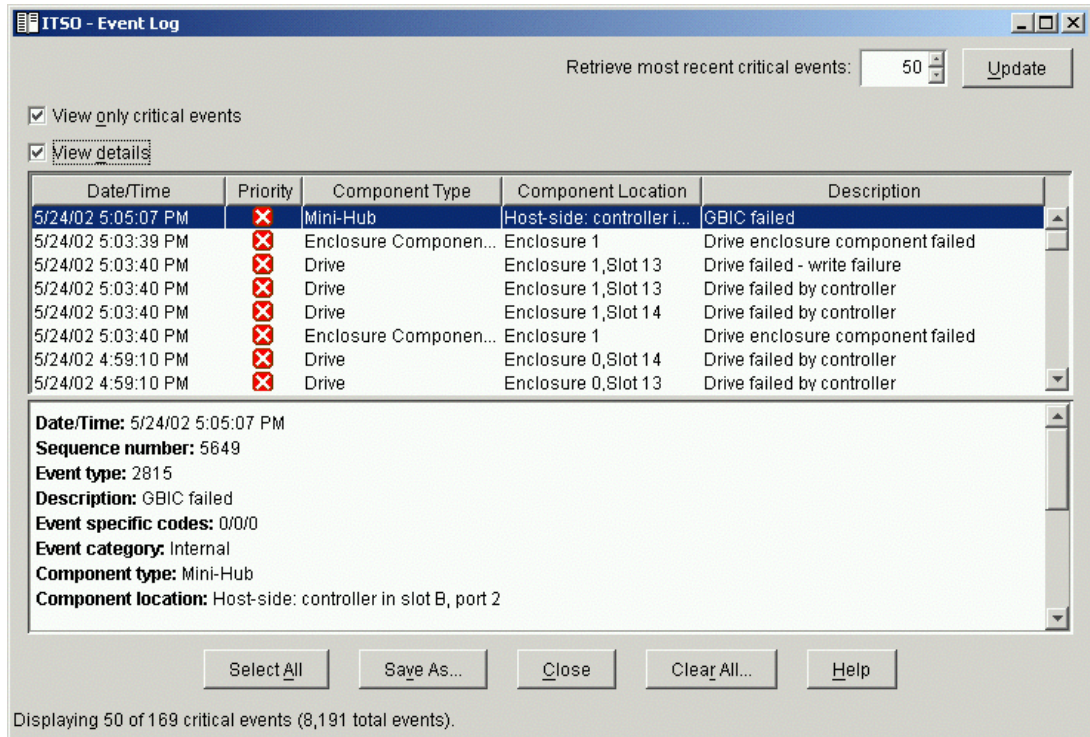 ITSO - Event Log
Retrieve most recent critical events: 50 Update
View only critical events
View details
Date/Time Priority Component Type Component Location Description
5/24/02 5:05:07 PM Mini-Hub Host-side: controller i... GBIC failed
5/24/02 5:03:39 PM Enclosure Componen... Enclosure 1 Drive enclosure component failed
5/24/02 5:03:40 PM Drive Enclosure 1,Slot 13 Drive failed - write failure
5/24/02 5:03:40 PM Drive Enclosure 1,Slot 13 Drive failed by controller
5/24/02 5:03:40 PM Drive Enclosure 1,Slot 14 Drive failed by controller
5/24/02 5:03:40 PM Enclosure Componen... Enclosure 1 Drive enclosure component failed
5/24/02 4:59:10 PM Drive Enclosure 0,Slot 14 Drive failed by controller
5/24/02 4:59:10 PM Drive Enclosure 0,Slot 13 Drive failed by controller
Date/Time: 5/24/02 5:05:07 PM
Sequence number: 5649
Event type: 2815
Description: GBIC failed
Event specific codes: 0/0/0
Event category: Internal
Component type: Mini-Hub
Component location: Host-side: controller in slot B, port 2
Select All Save As... Close Clear All... Help
Displaying 50 of 169 critical events (8,191 total events).